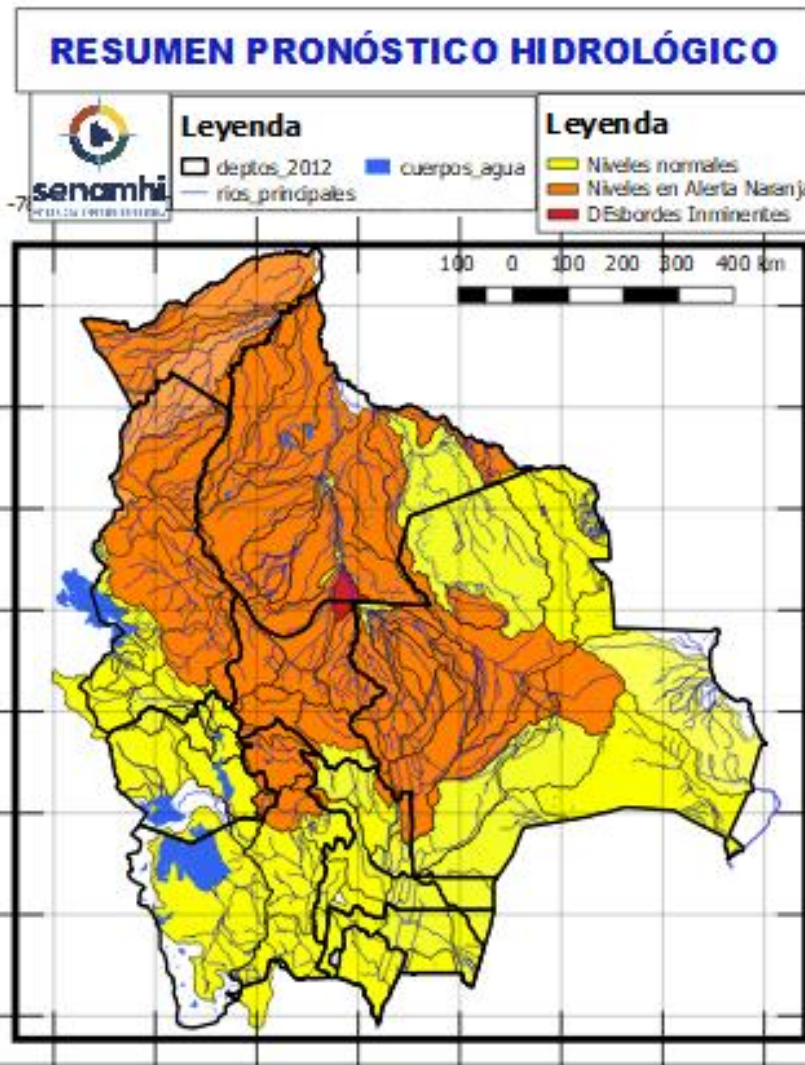 RESUMEN PRONÓSTICO HIDROLÓGICO
senamhi
Leyenda
deptos_2012
cuerpos_agua
rios_principales
Leyenda
Niveles normales
Niveles en Alerta Naranja
DEsbordes Inminentes
100 0 100 200 300 400 km